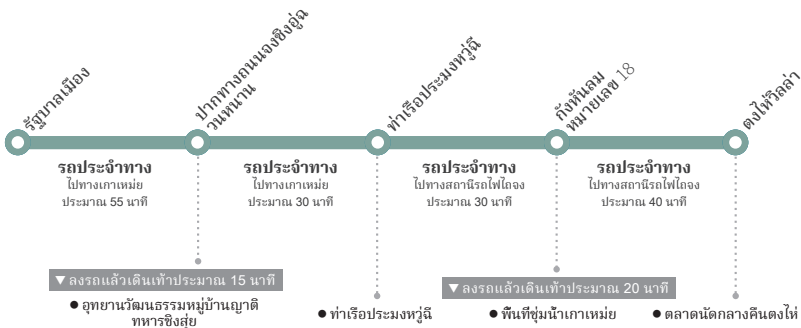 รัฐบาลเมือง
ปากทางถนนจงชิงอู่ฉ
วนหนาน
ท่าเรือประมงหวู่ฉี
กังหันลม
หมายเลข 18
ตงไห่วิลล่า
รถประจำทาง
ไปทางเกาเหม่ย
ประมาณ 55 นาที
รถประจำทาง
ไปทางเกาเหม่ย
ประมาณ 30 นาที
รถประจำทาง
ไปทางสถานีรถไฟไถจง
ประมาณ 30 นาที
รถประจำทาง
ไปทางสถานีรถไฟไถจง
ประมาณ 40 นาที
▼ ลงรถแล้วเดินเท้าประมาณ 15 นาที
● อุทยานวัฒนธรรมหมู่บ้านญาติ
ทหารชิงสุ่ย
● ท่าเรือประมงหวู่ฉี
▼ ลงรถแล้วเดินเท้าประมาณ 20 นาที
● พื้นที่ชุ่มน้ำเกาเหม่ย
● ตลาดนัดกลางคืนตงไห่